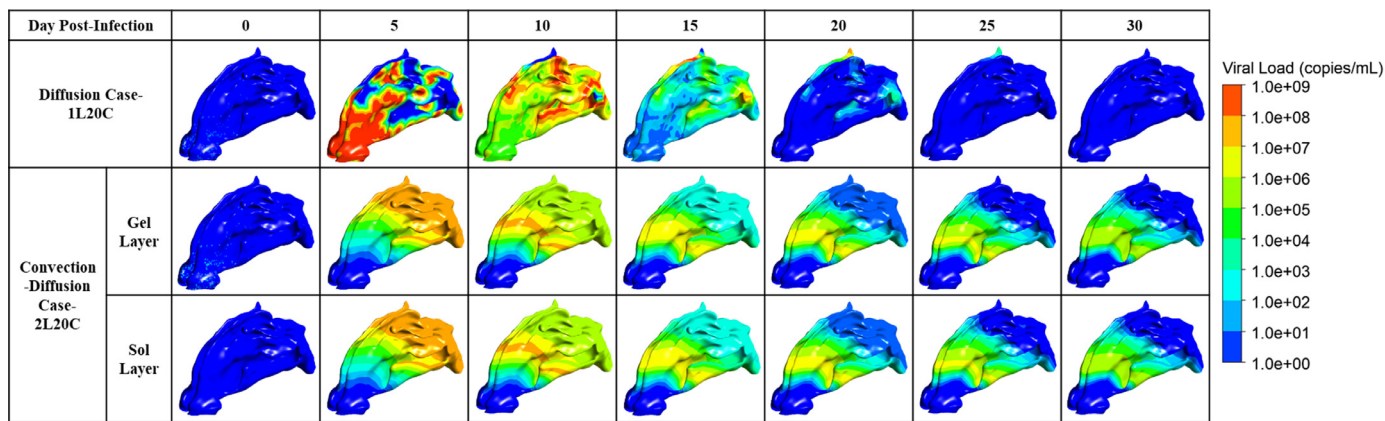 Day Post-Infection 0 5 10 15 20 25 30
Diffusion Case-
1L20C
Convection
-Diffusion
Case-
2L20C
Gel
Layer
Sol
Layer
Viral Load (copies/mL)
1.0e+09
1.0e+08
1.0e+07
1.0e+06
1.0e+05
1.0e+04
1.0e+03
1.0e+02
1.0e+01
1.0e+00